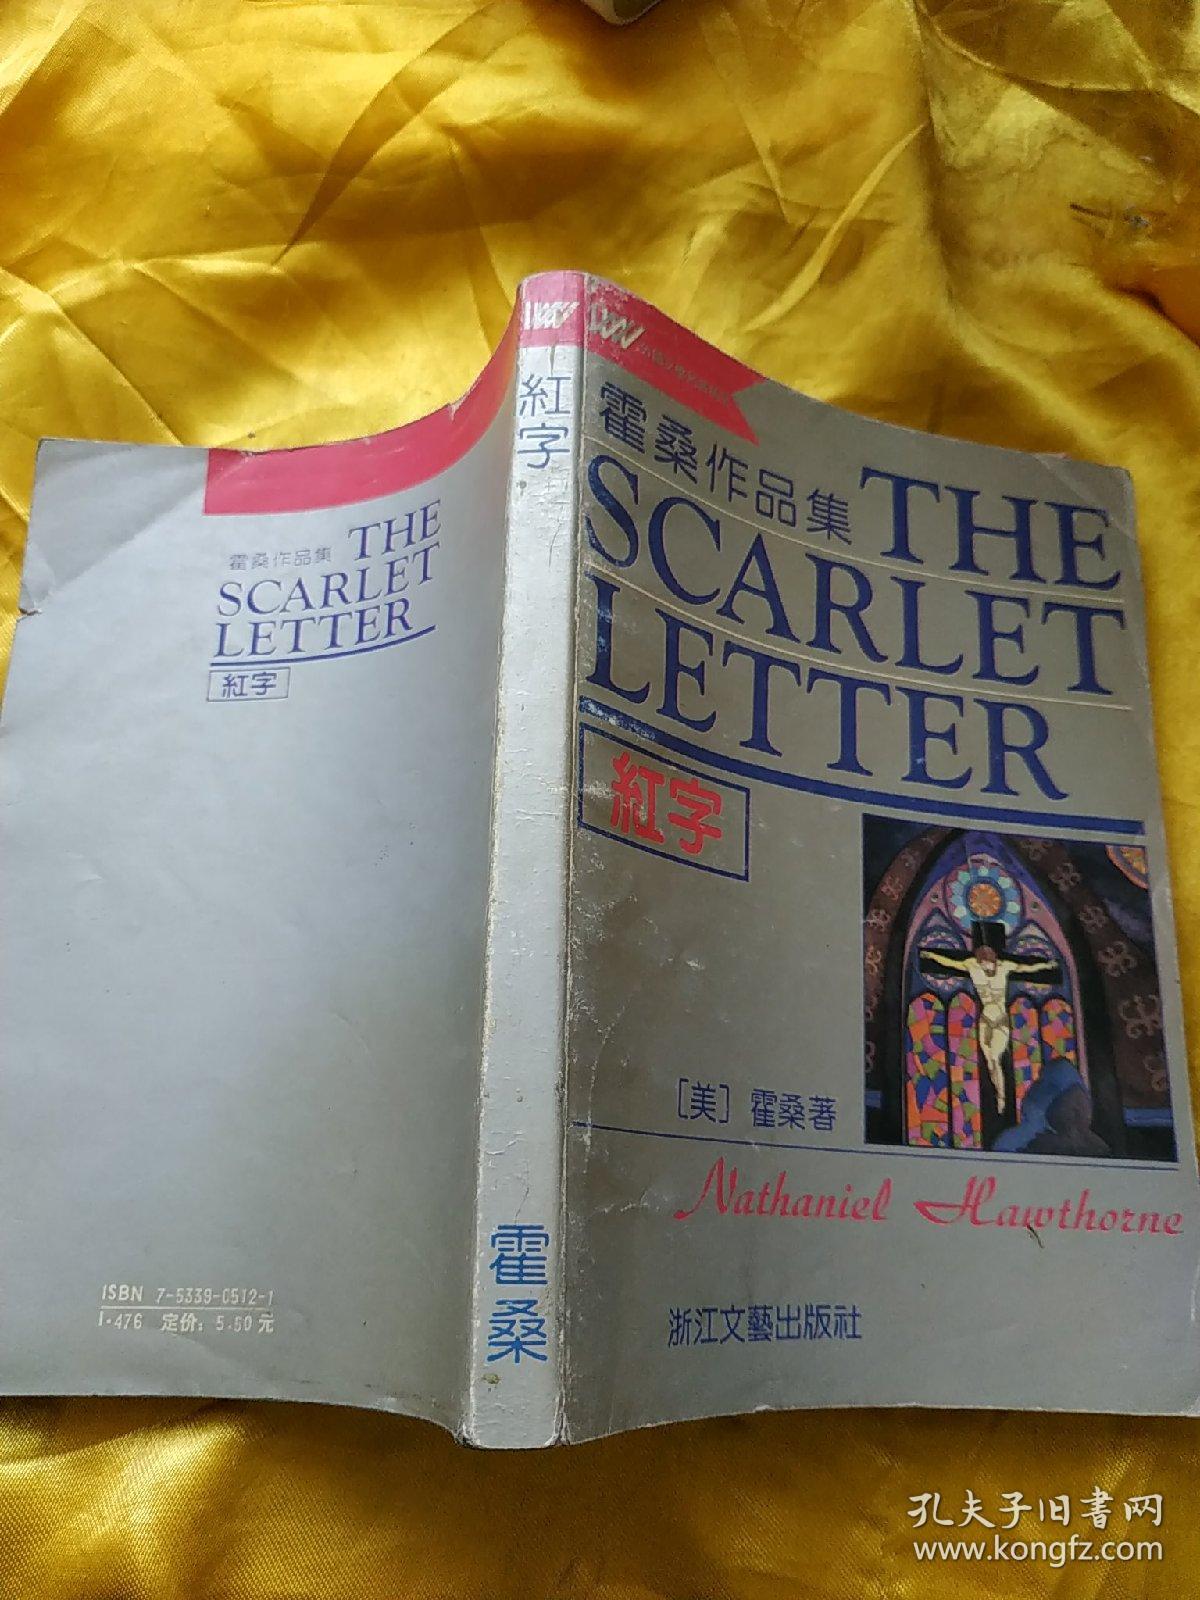 霍桑作品集 THE
SCARLET
LETTER
紅字
ISBN 7-5339-0512-1
I·476 定价：5.50元
紅字
霍桑
霍桑作品集 THE
SCARLET
LETTER
紅字
［美］霍桑著
Nathaniel Hawthorne
浙江文藝出版社
孔夫子旧书网
www.kongfz.com